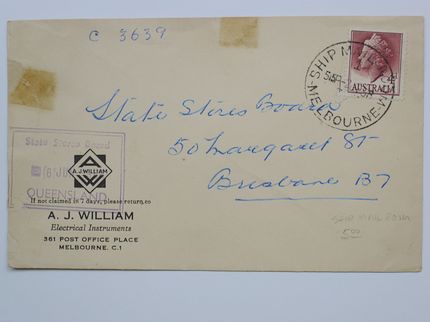 C 3639
SHIP MAIL
MELBOURNE
AUSTRALIA
State Stores Board
50 Margaret St
Brisbane B7
State Stores Board
QUEENSLAND
A. J. WILLIAM
If not claimed in 7 days, please return to
A. J. WILLIAM
Electrical Instruments
361 POST OFFICE PLACE
MELBOURNE. C.1
SHIP MAIL ROOM